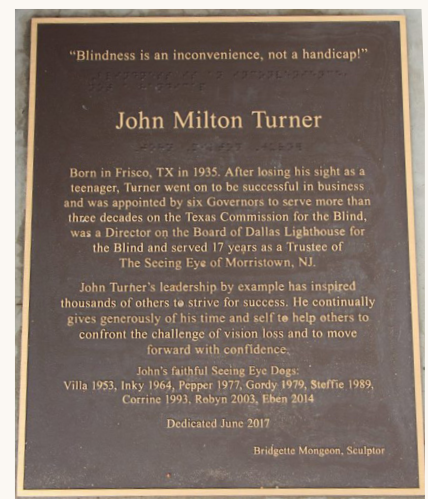 “Blindness is an inconvenience, not a handicap!”
John Milton Turner
Born in Frisco, TX in 1935. After losing his sight as a
teenager, Turner went on to be successful in business
and was appointed by six Governors to serve more than
three decades on the Texas Commission for the Blind,
was a Director on the Board of Dallas Lighthouse for
the Blind and served 17 years as a Trustee of
The Seeing Eye of Morristown, NJ.
John Turner's leadership by example has inspired
thousands of others to strive for success. He continually
gives generously of his time and self to help others to
confront the challenge of vision loss and to move
forward with confidence.
John's faithful Seeing Eye Dogs:
Villa 1953, Inky 1964, Pepper 1977, Gordy 1979, Steffie 1989,
Corrine 1993, Robyn 2003, Eben 2014
Dedicated June 2017
Bridgette Mongeon, Sculptor